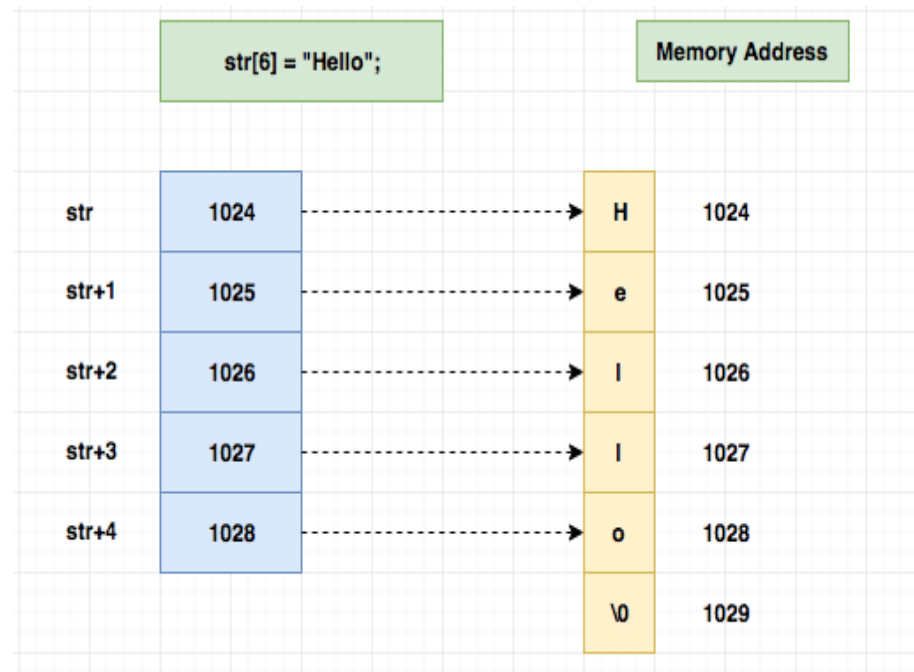 str[6] = "Hello";
Memory Address
str 1024 H 1024
str+1 1025 e 1025
str+2 1026 l 1026
str+3 1027 l 1027
str+4 1028 o 1028
\0 1029